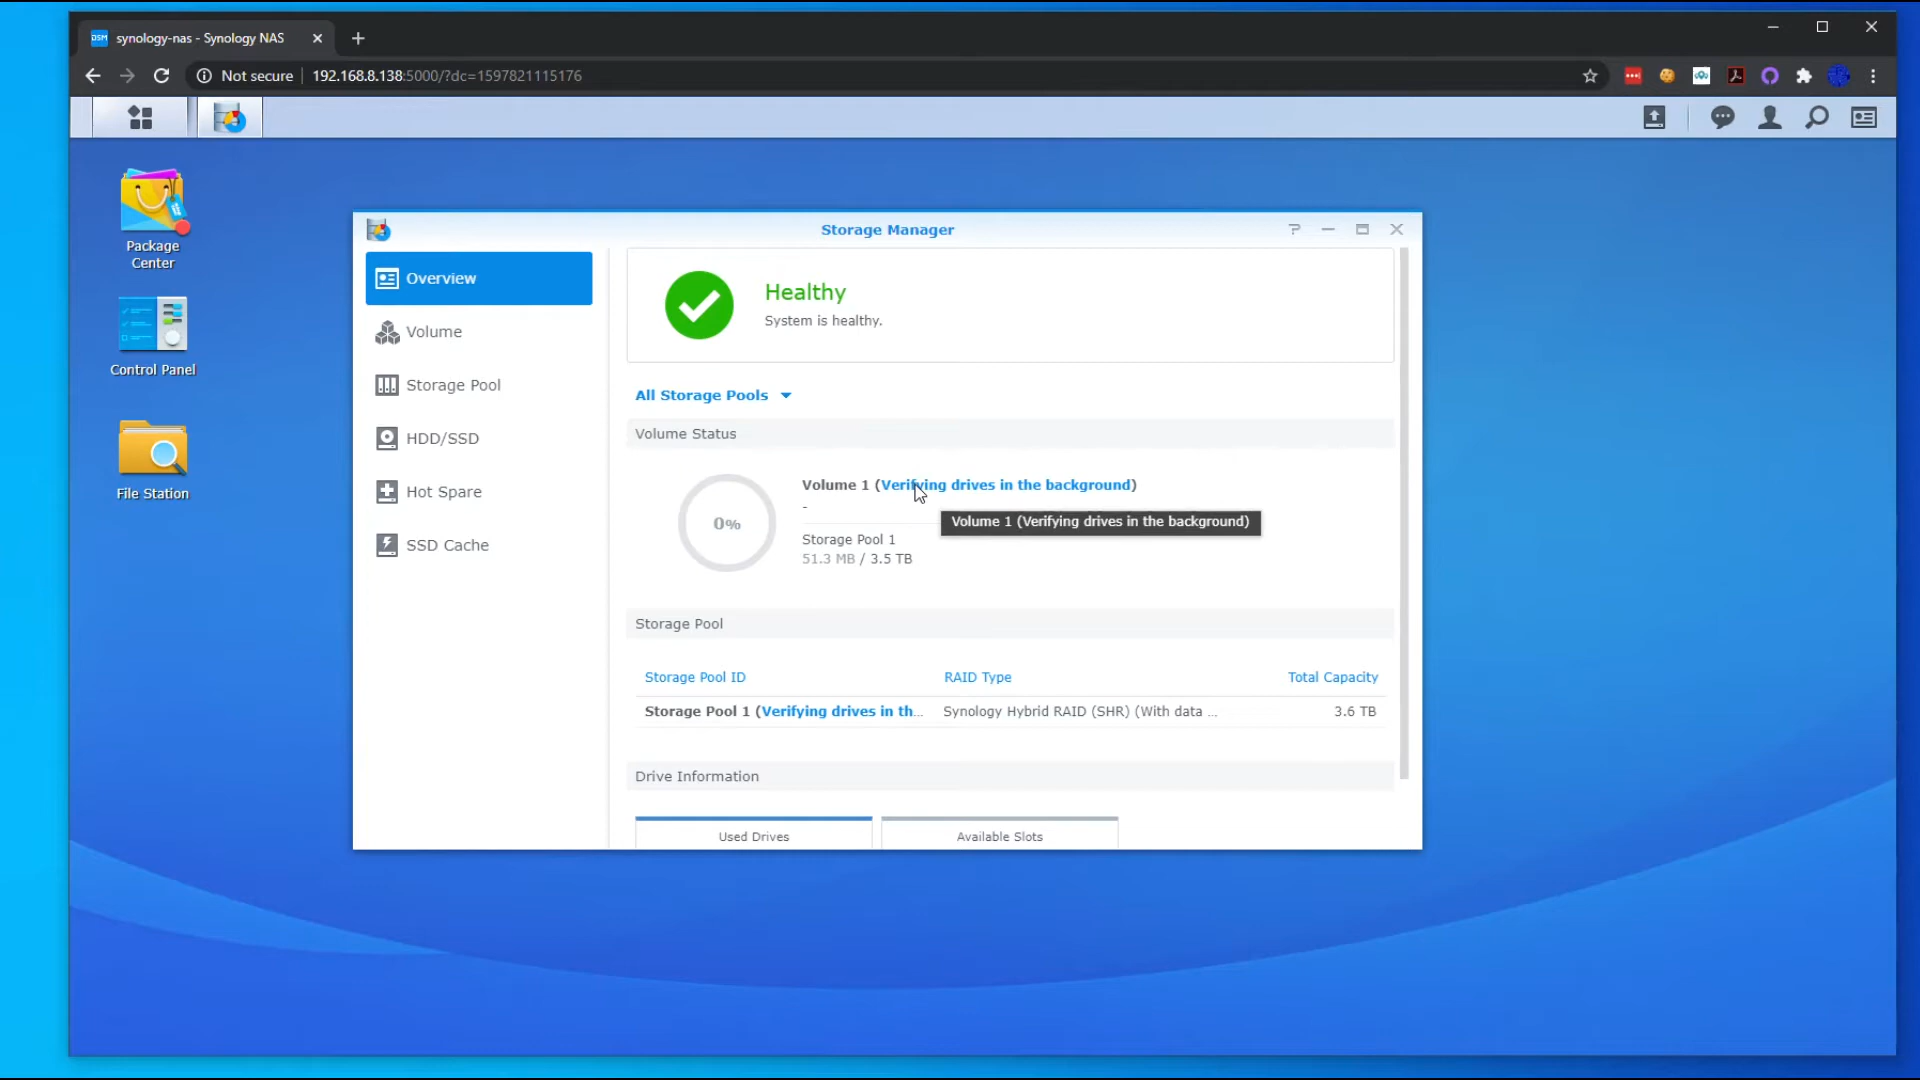 synology-nas - Synology NAS
Not secure
192.168.8.138:5000/?dc=1597821115176
Package
Center
Control Panel
File Station
Storage Manager
Overview
Volume
Storage Pool
HDD/SSD
Hot Spare
SSD Cache
Healthy
System is healthy.
All Storage Pools
Volume Status
0%
Volume 1 (Verifying drives in the background)
-
Volume 1 (Verifying drives in the background)
Storage Pool 1
51.3 MB / 3.5 TB
Storage Pool
Storage Pool ID RAID Type Total Capacity
Storage Pool 1 (Verifying drives in th... Synology Hybrid RAID (SHR) (With data ... 3.6 TB
Drive Information
Used Drives Available Slots